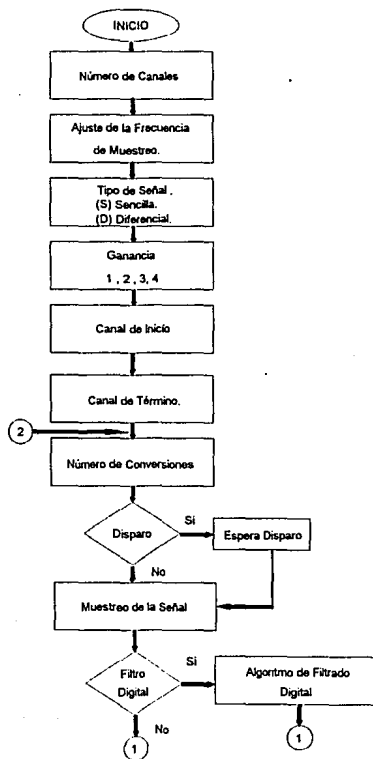 INICIO
Número de Canales
Ajuste de la Frecuencia
de Muestreo.
Tipo de Señal .
(S) Sencilla.
(D) Diferencial.
Ganancia
1 , 2 , 3, 4
Canal de Inicio
Canal de Término.
2
Número de Conversiones
Disparo
Sí
Espera Disparo
No
Muestreo de la Señal
Filtro
Digital
Sí
Algoritmo de Filtrado
Digital
No
1
1